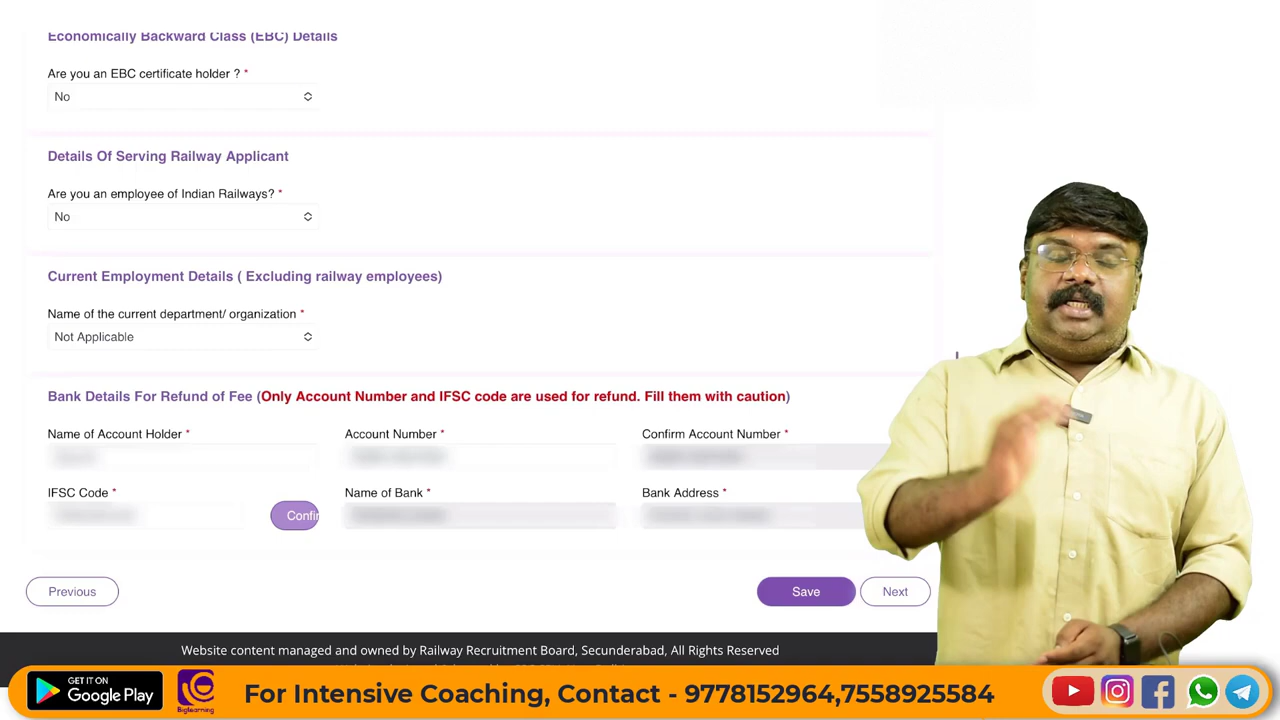 Economically Backward Class (EBC) Details
Are you an EBC certificate holder ? *
No
Details Of Serving Railway Applicant
Are you an employee of Indian Railways? *
No
Current Employment Details ( Excluding railway employees)
Name of the current department/ organization *
Not Applicable
Bank Details For Refund of Fee (Only Account Number and IFSC code are used for refund. Fill them with caution)
Name of Account Holder * Account Number * Confirm Account Number *
IFSC Code * Name of Bank * Bank Address *
Confir
Previous Save Next
Website content managed and owned by Railway Recruitment Board, Secunderabad, All Rights Reserved
GET IT ON
Google Play
Biglearning
For Intensive Coaching, Contact - 9778152964,7558925584